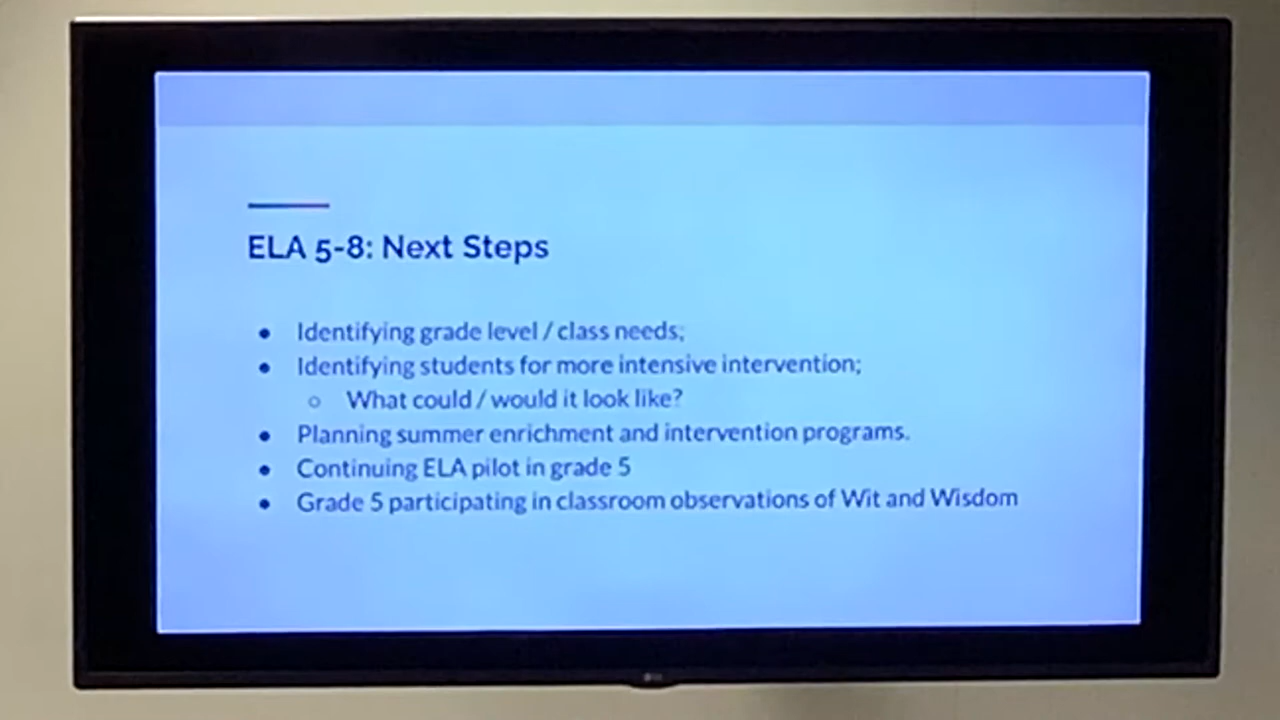 ELA 5-8: Next Steps
● Identifying grade level / class needs;
● Identifying students for more intensive intervention;
○ What could / would it look like?
● Planning summer enrichment and intervention programs.
● Continuing ELA pilot in grade 5
● Grade 5 participating in classroom observations of Wit and Wisdom